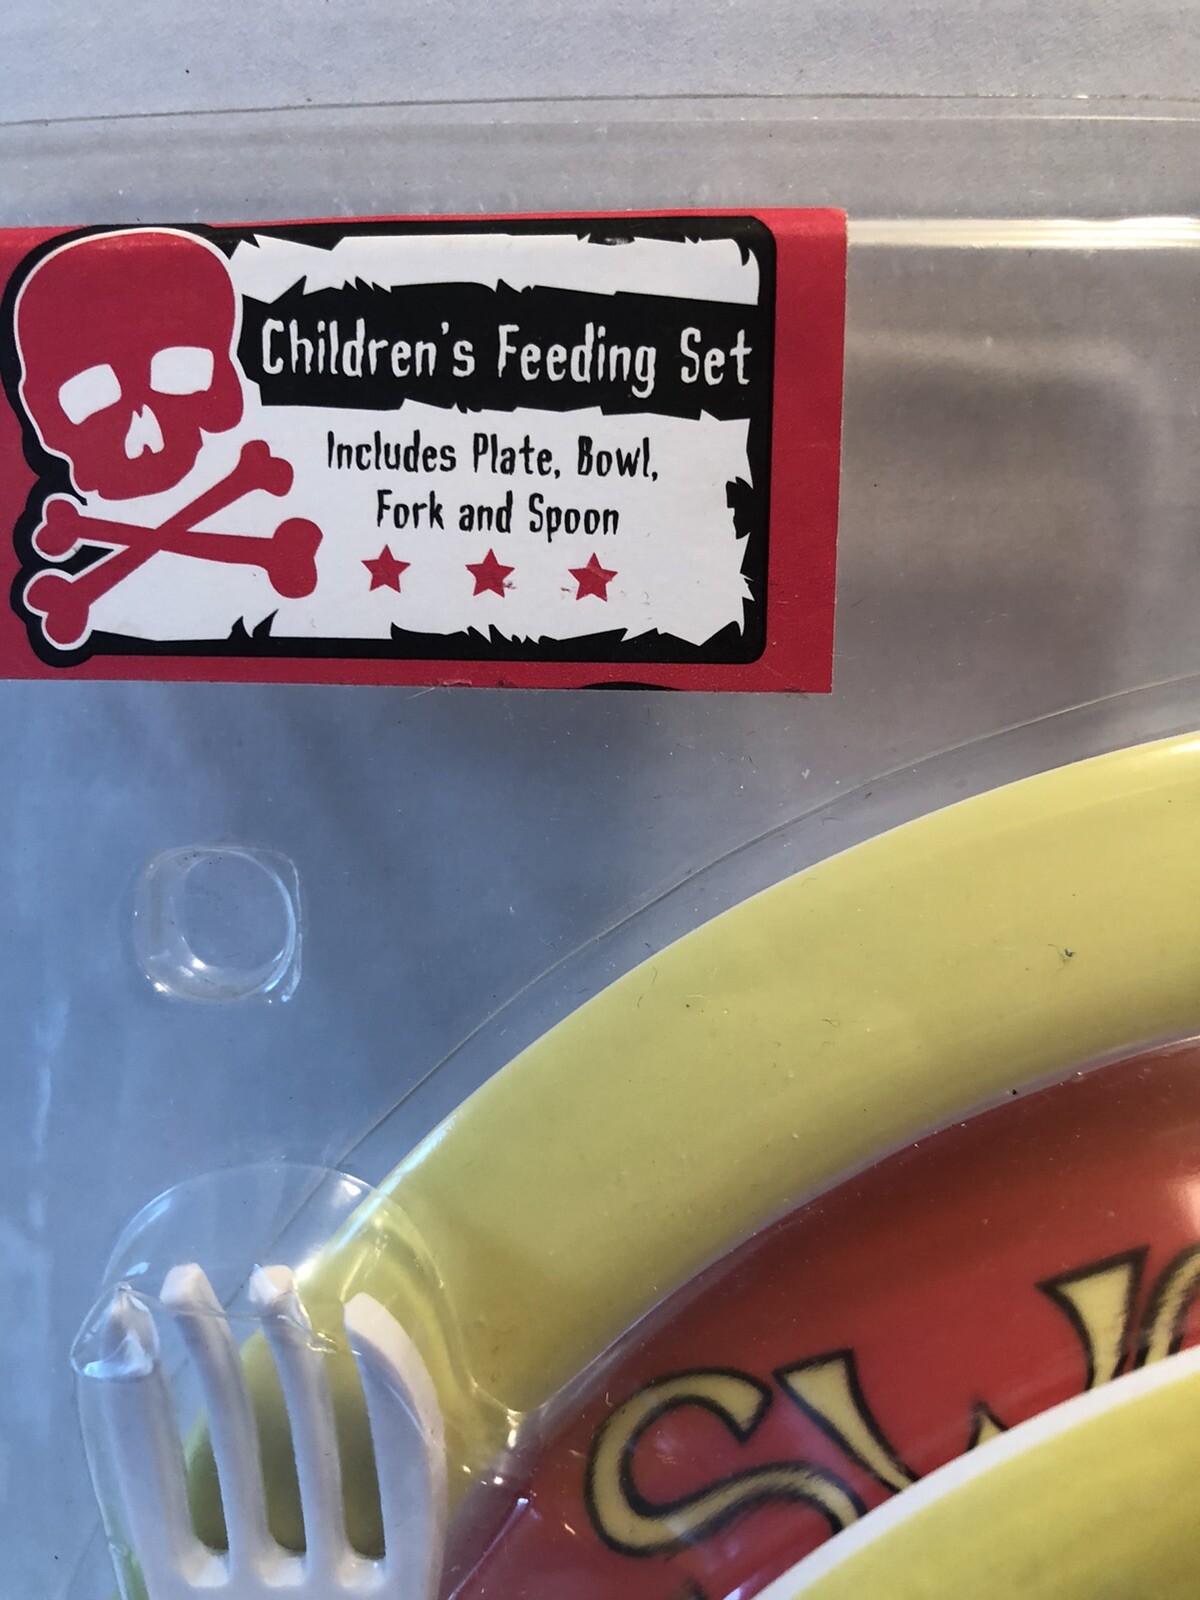 Children's Feeding Set
Includes Plate, Bowl,
Fork and Spoon